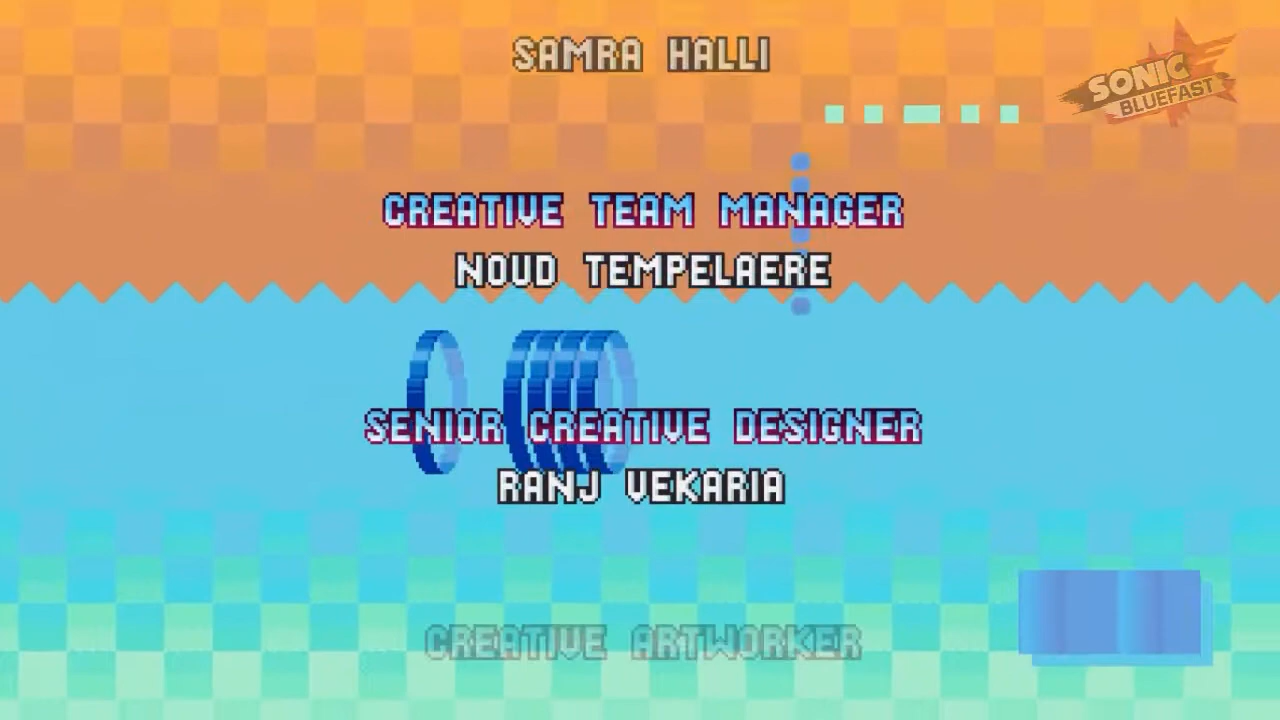 SAMRA HALLI
SONIC
BLUEFAST
CREATIVE TEAM MANAGER
NOUD TEMPELAERE
SENIOR CREATIVE DESIGNER
RANJ VEKARIA
CREATIVE ARTWORKER